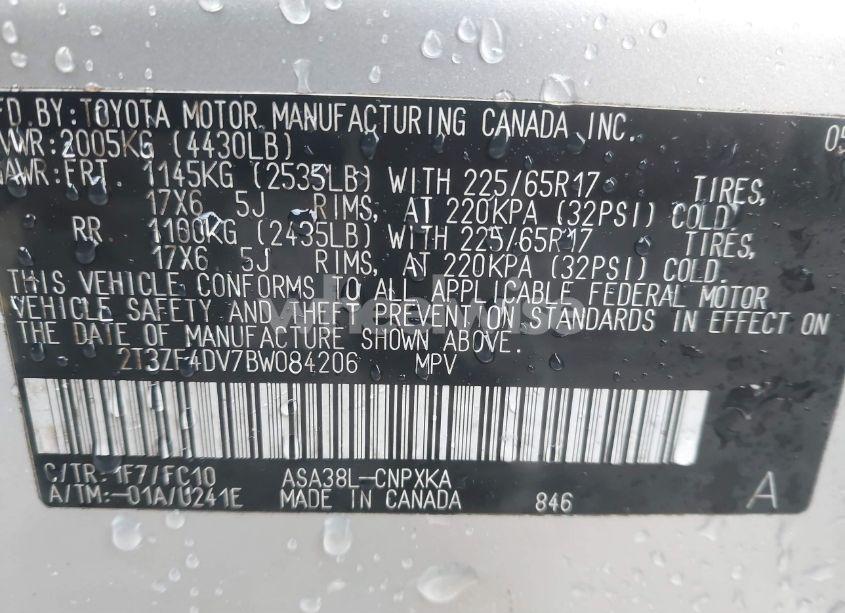 FD BY: TOYOTA MOTOR MANUFACTURING CANADA INC. 05
VWR: 2005KG (4430LB)
GAWR: FRT. 1145KG (2535LB) WITH 225/65R17 TIRES,
17X6 5J RIMS, AT 220KPA (32PSI) COLD
RR 1100KG (2435LB) WITH 225/65R17 TIRES,
17X6 5J RIMS, AT 220KPA (32PSI) COLD.
THIS VEHICLE CONFORMS TO ALL APPLICABLE FEDERAL MOTOR
VEHICLE SAFETY AND THEFT PREVENTION STANDARDS IN EFFECT ON
THE DATE OF MANUFACTURE SHOWN ABOVE.
2T3ZF4DV7BW084206 MPV
C/TR: 1F7/FC10 ASA38L-CNPXKA
A/TM: -01A/U241E MADE IN CANADA 846 A